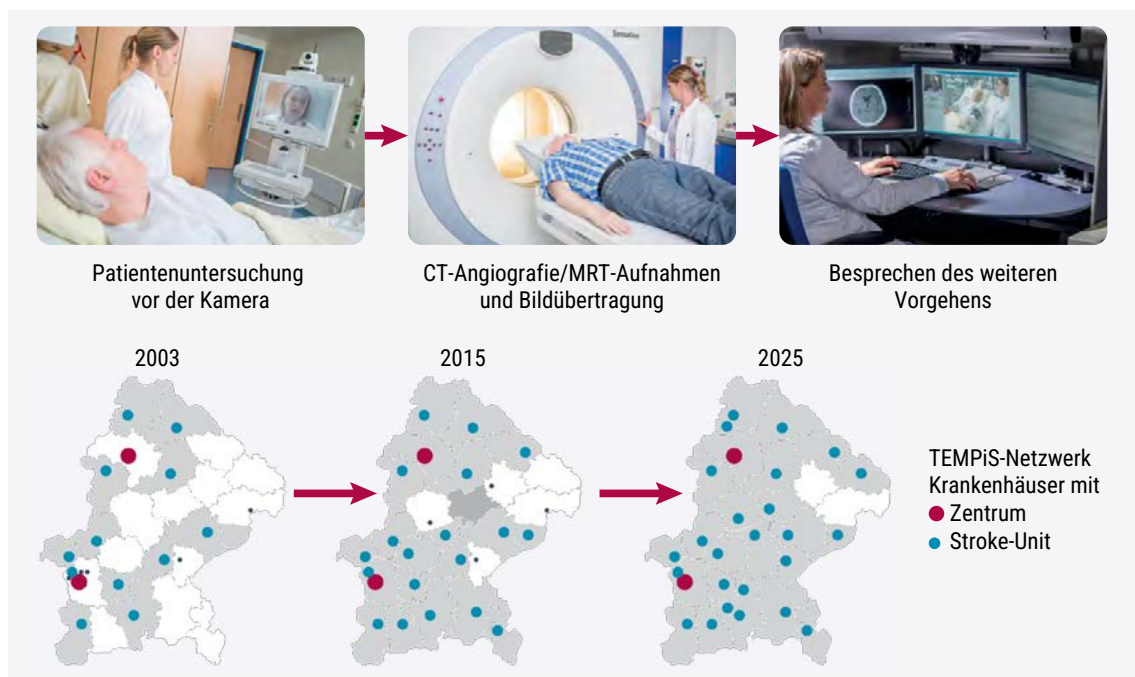 Sensation
Patientenuntersuchung
vor der Kamera
CT-Angiografie/MRT-Aufnahmen
und Bildübertragung
Besprechen des weiteren
Vorgehens
2003
2015
2025
TEMPiS-Netzwerk
Krankenhäuser mit
Zentrum
Stroke-Unit